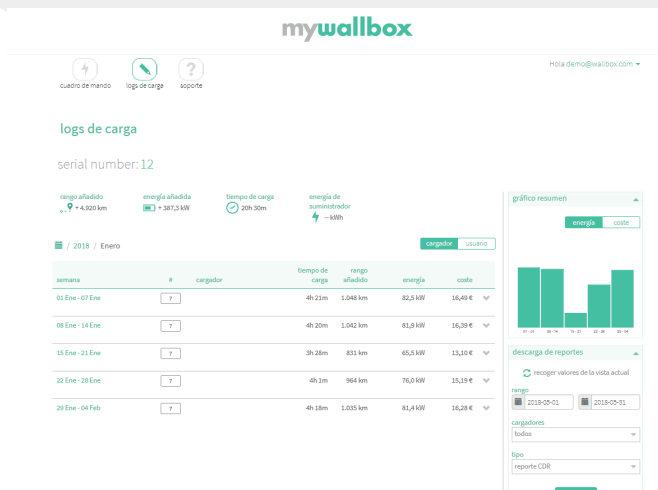 mywallbox
cuadro de mando
logs de carga
soporte
Hola demo@wallbox.com
logs de carga
serial number: 12
rango añadido
+ 4.920 km
energía añadida
+ 387,3 kW
tiempo de carga
20h 30m
energía de
suministrador
-- kWh
/ 2018 / Enero
cargador usuario
semana # cargador tiempo de carga rango añadido energía coste
01 Ene - 07 Ene 7 4h 21m 1.048 km 82,5 kW 16,49 €
08 Ene - 14 Ene 7 4h 20m 1.042 km 81,9 kW 16,39 €
15 Ene - 21 Ene 7 3h 28m 831 km 65,5 kW 13,10 €
22 Ene - 28 Ene 7 4h 1m 964 km 76,0 kW 15,19 €
29 Ene - 04 Feb 7 4h 18m 1.035 km 81,4 kW 16,28 €
gráfico resumen
energía coste
descarga de reportes
recoger valores de la vista actual
rango
2018-05-01 2018-05-31
cargadores
todos
tipo
reporte CDR